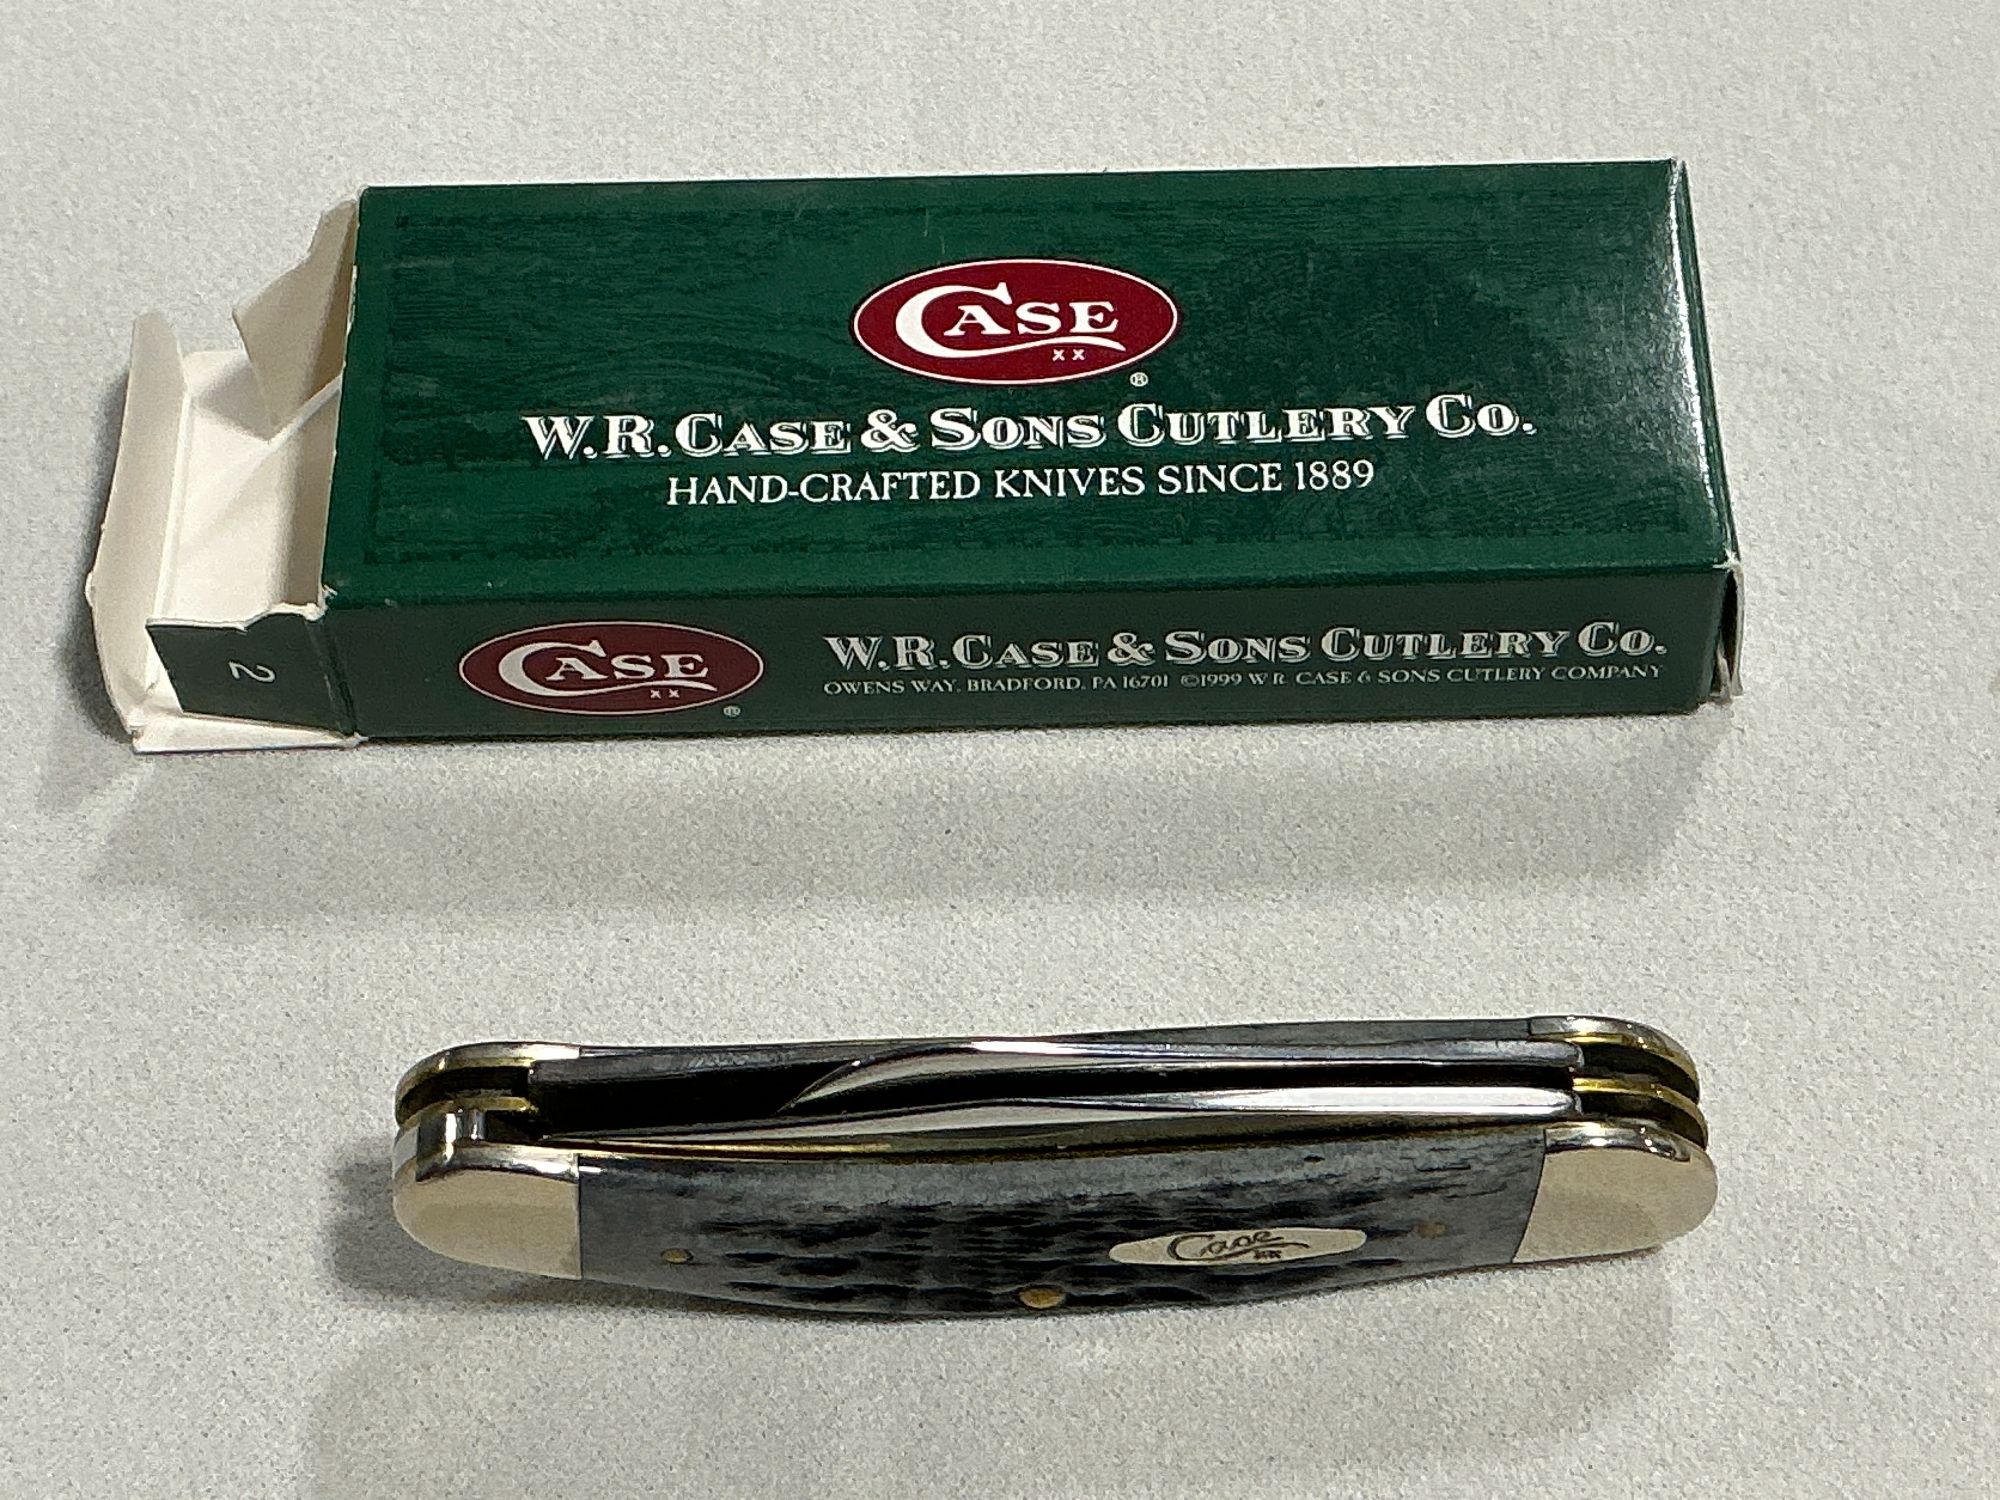 CASE
XX
®
W.R. CASE & SONS CUTLERY CO.
HAND-CRAFTED KNIVES SINCE 1889
CASE
XX
®
W.R. CASE & SONS CUTLERY CO.
OWENS WAY, BRADFORD, PA 16701 ©1999 W R CASE & SONS CUTLERY COMPANY
2
Case
XX